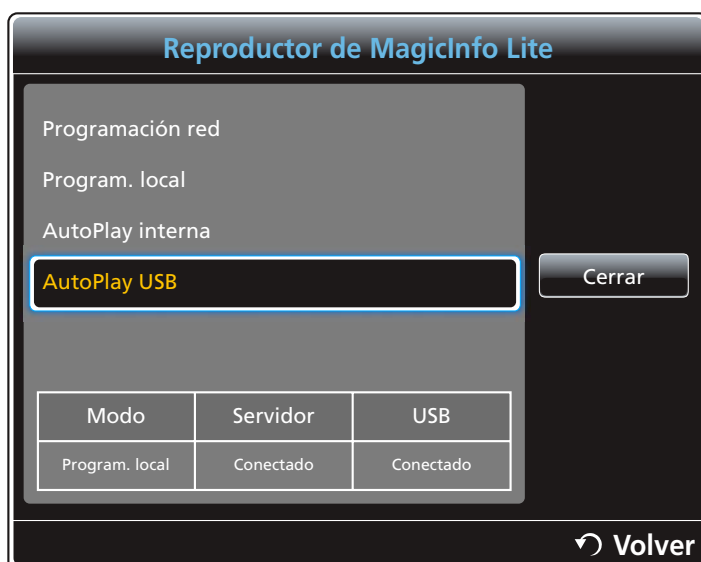 Reproductor de MagicInfo Lite
Programación red
Program. local
AutoPlay interna
AutoPlay USB
Cerrar
Modo Servidor USB
Program. local Conectado Conectado
Volver